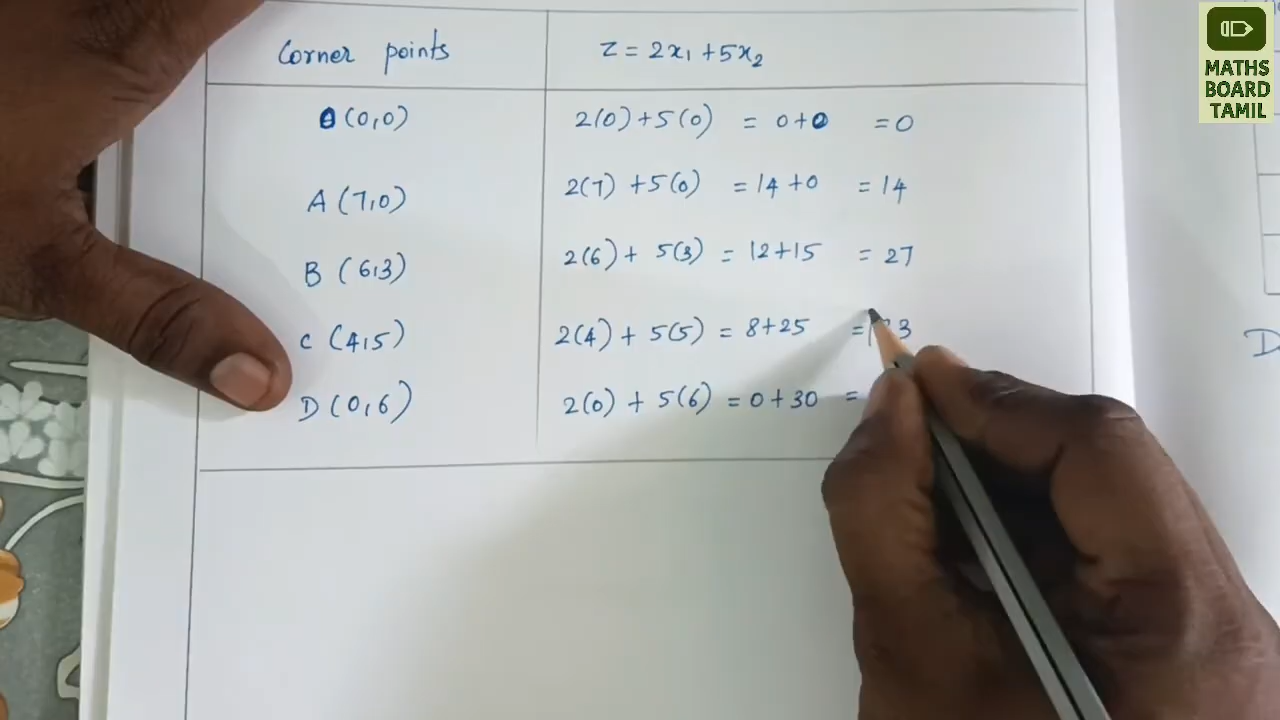 Corner points Z = 2x₁ + 5x₂
O (0,0) 2(0) + 5(0) = 0+0 = 0
A (7,0) 2(7) + 5(0) = 14 + 0 = 14
B (6,3) 2(6) + 5(3) = 12+15 = 27
C (4,5) 2(4) + 5(5) = 8+25 = 33
D (0,6) 2(0) + 5(6) = 0+30 =
MATHS
BOARD
TAMIL
D